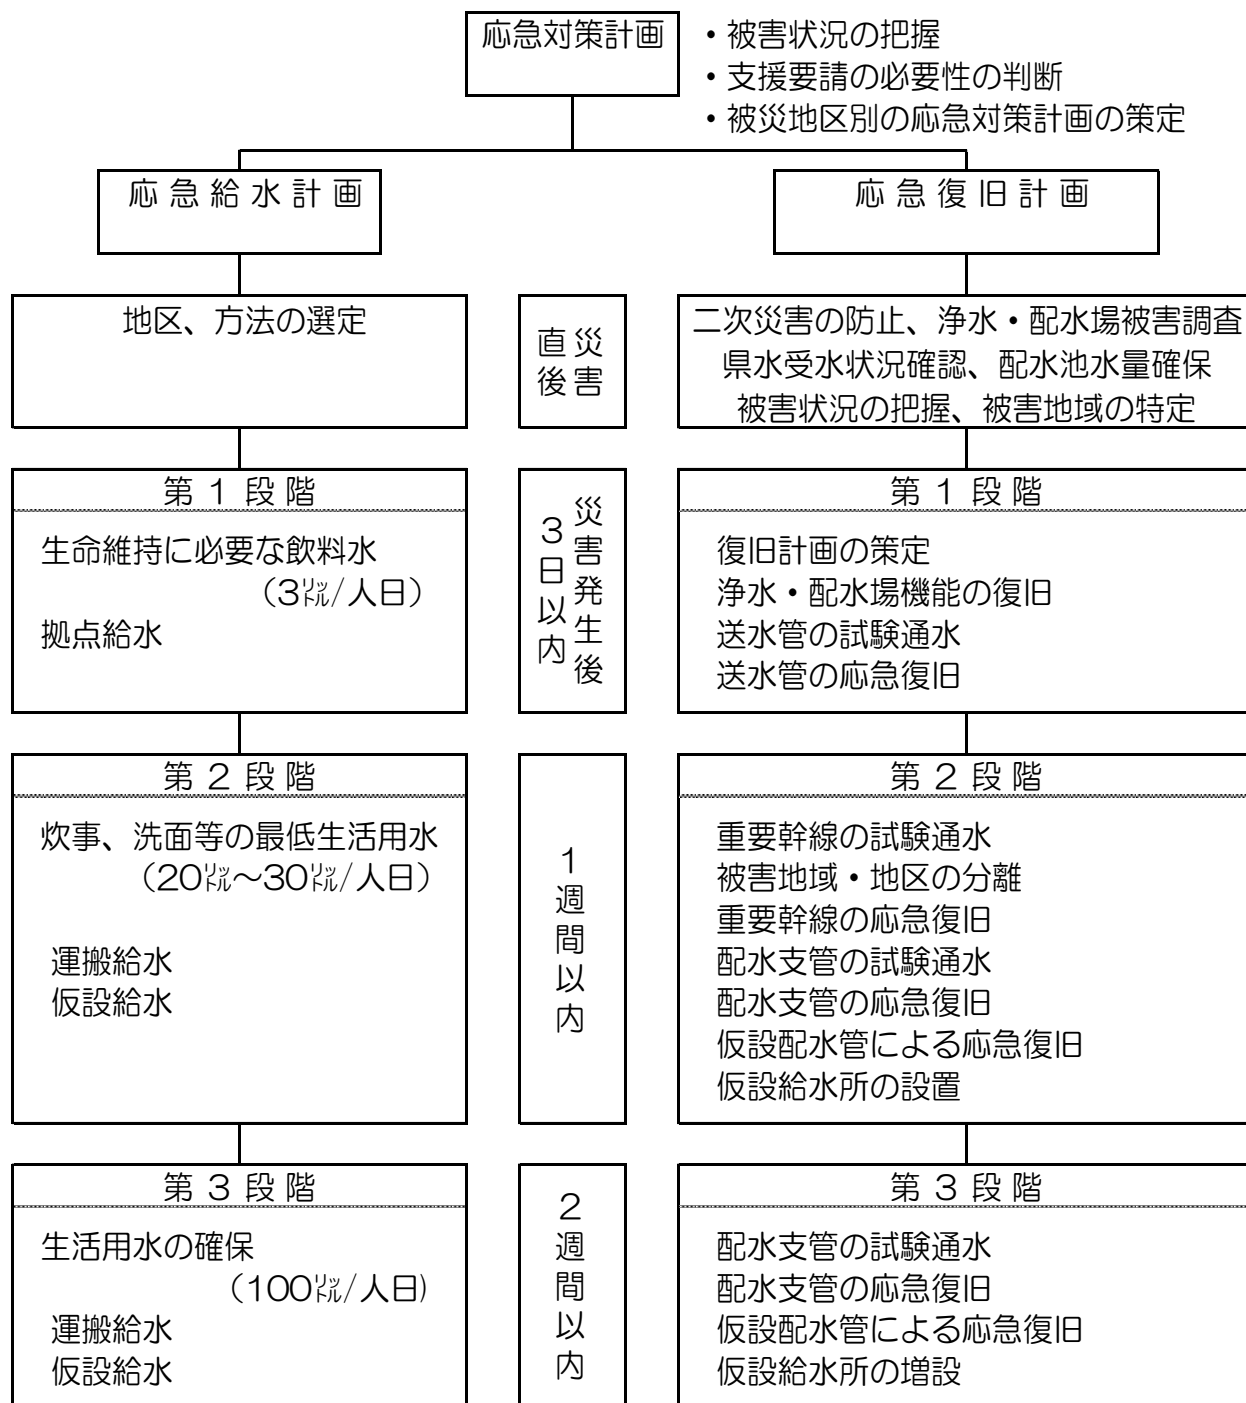 応急対策計画
・被害状況の把握
・支援要請の必要性の判断
・被災地区別の応急対策計画の策定
応急給水計画
応急復旧計画
地区、方法の選定
災害直後
二次災害の防止、浄水・配水場被害調査
県水受水状況確認、配水池水量確保
被害状況の把握、被害地域の特定
第1段階
生命維持に必要な飲料水
（3㍑/人日）
拠点給水
災害発生後
3日以内
第1段階
復旧計画の策定
浄水・配水場機能の復旧
送水管の試験通水
送水管の応急復旧
第2段階
炊事、洗面等の最低生活用水
（20㍑～30㍑/人日）
運搬給水
仮設給水
1週間以内
第2段階
重要幹線の試験通水
被害地域・地区の分離
重要幹線の応急復旧
配水支管の試験通水
配水支管の応急復旧
仮設配水管による応急復旧
仮設給水所の設置
第3段階
生活用水の確保
（100㍑/人日)
運搬給水
仮設給水
2週間以内
第3段階
配水支管の試験通水
配水支管の応急復旧
仮設配水管による応急復旧
仮設給水所の増設